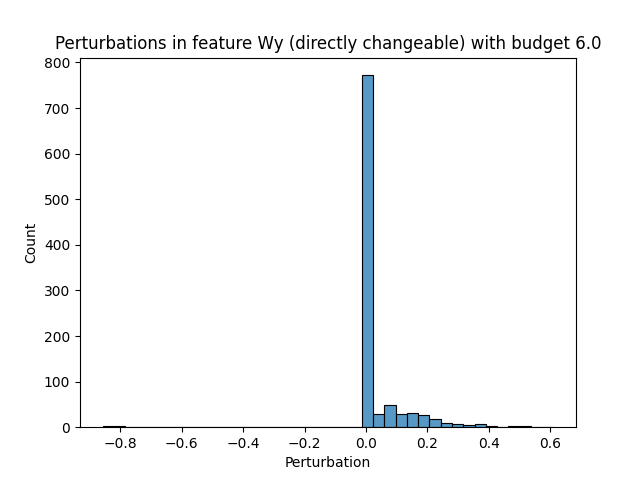 Perturbations in feature Wy (directly changeable) with budget 6.0
800
700
600
500
400
300
200
100
0
Count
−0.8 −0.6 −0.4 −0.2 0.0 0.2 0.4 0.6
Perturbation